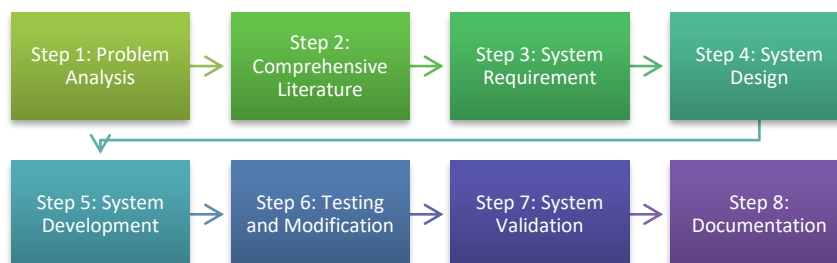 Step 1: Problem
Analysis
Step 2:
Comprehensive
Literature
Step 3: System
Requirement
Step 4: System
Design
Step 5: System
Development
Step 6: Testing
and Modification
Step 7: System
Validation
Step 8:
Documentation